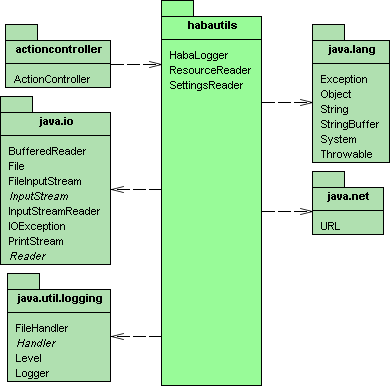 actioncontroller
ActionController
java.io
BufferedReader
File
FileInputStream
InputStream
InputStreamReader
IOException
PrintStream
Reader
java.util.logging
FileHandler
Handler
Level
Logger
habautils
HabaLogger
ResourceReader
SettingsReader
java.lang
Exception
Object
String
StringBuffer
System
Throwable
java.net
URL